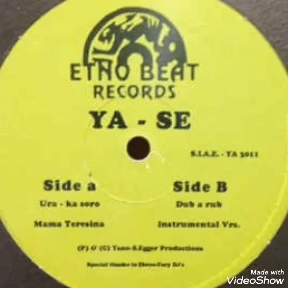 ETNO BEAT
RECORDS
YA - SE
S.I.A.E. - YA 3011
Side a
Side B
Ura - ka soro
Dub a rub
Mama Teresina
Instrumental Vrs.
(P) & (C) Yano-S.Egger Productions
Special thanks to
DJ's
Made with
VideoShow